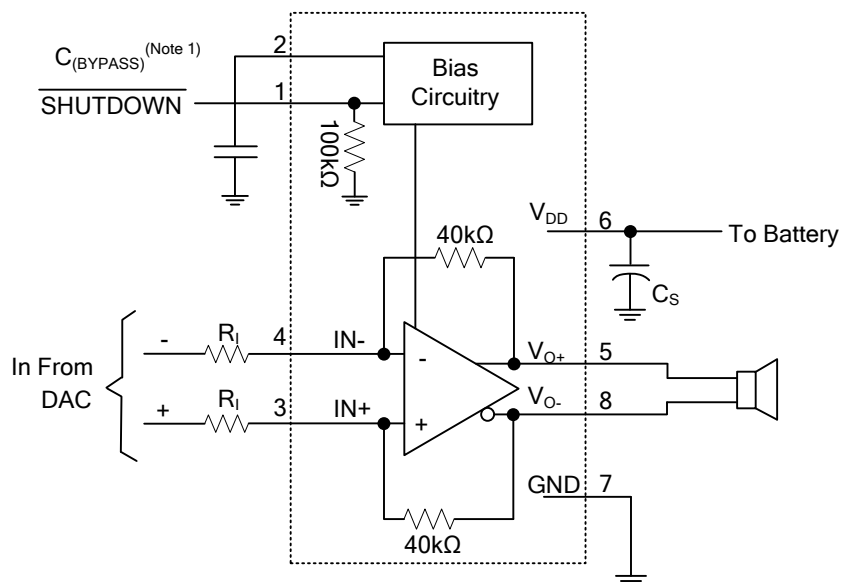 C(BYPASS)(Note 1)
2
Bias
Circuitry
SHUTDOWN
1
100kΩ
VDD
6
To Battery
CS
40kΩ
In From
DAC
-
RI
4
IN-
-
VO+
5
+
RI
3
IN+
+
VO-
8
GND
7
40kΩ